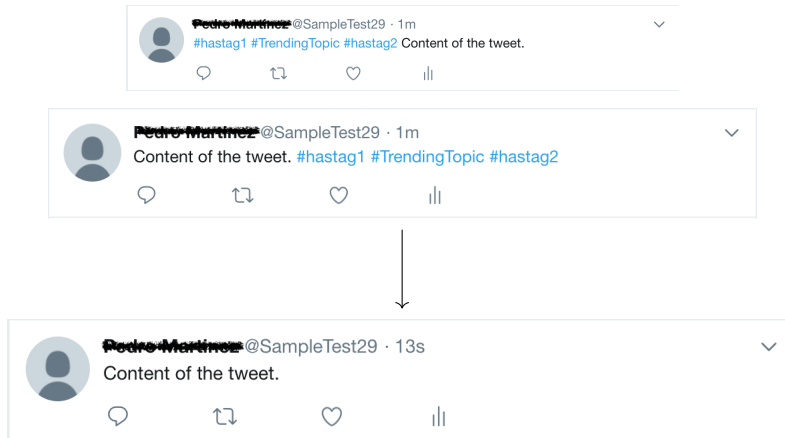 @SampleTest29 · 1m
#hastag1 #TrendingTopic #hastag2 Content of the tweet.
@SampleTest29 · 1m
Content of the tweet. #hastag1 #TrendingTopic #hastag2
@SampleTest29 · 13s
Content of the tweet.